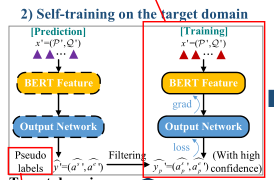 2) Self-training on the target domain
[Prediction] [Training]
x'=(P',Q') x'=(P',Q')
... ...
BERT Feature BERT Feature
grad
Output Network Output Network
loss
Pseudo labels Filtering (With high confidence)